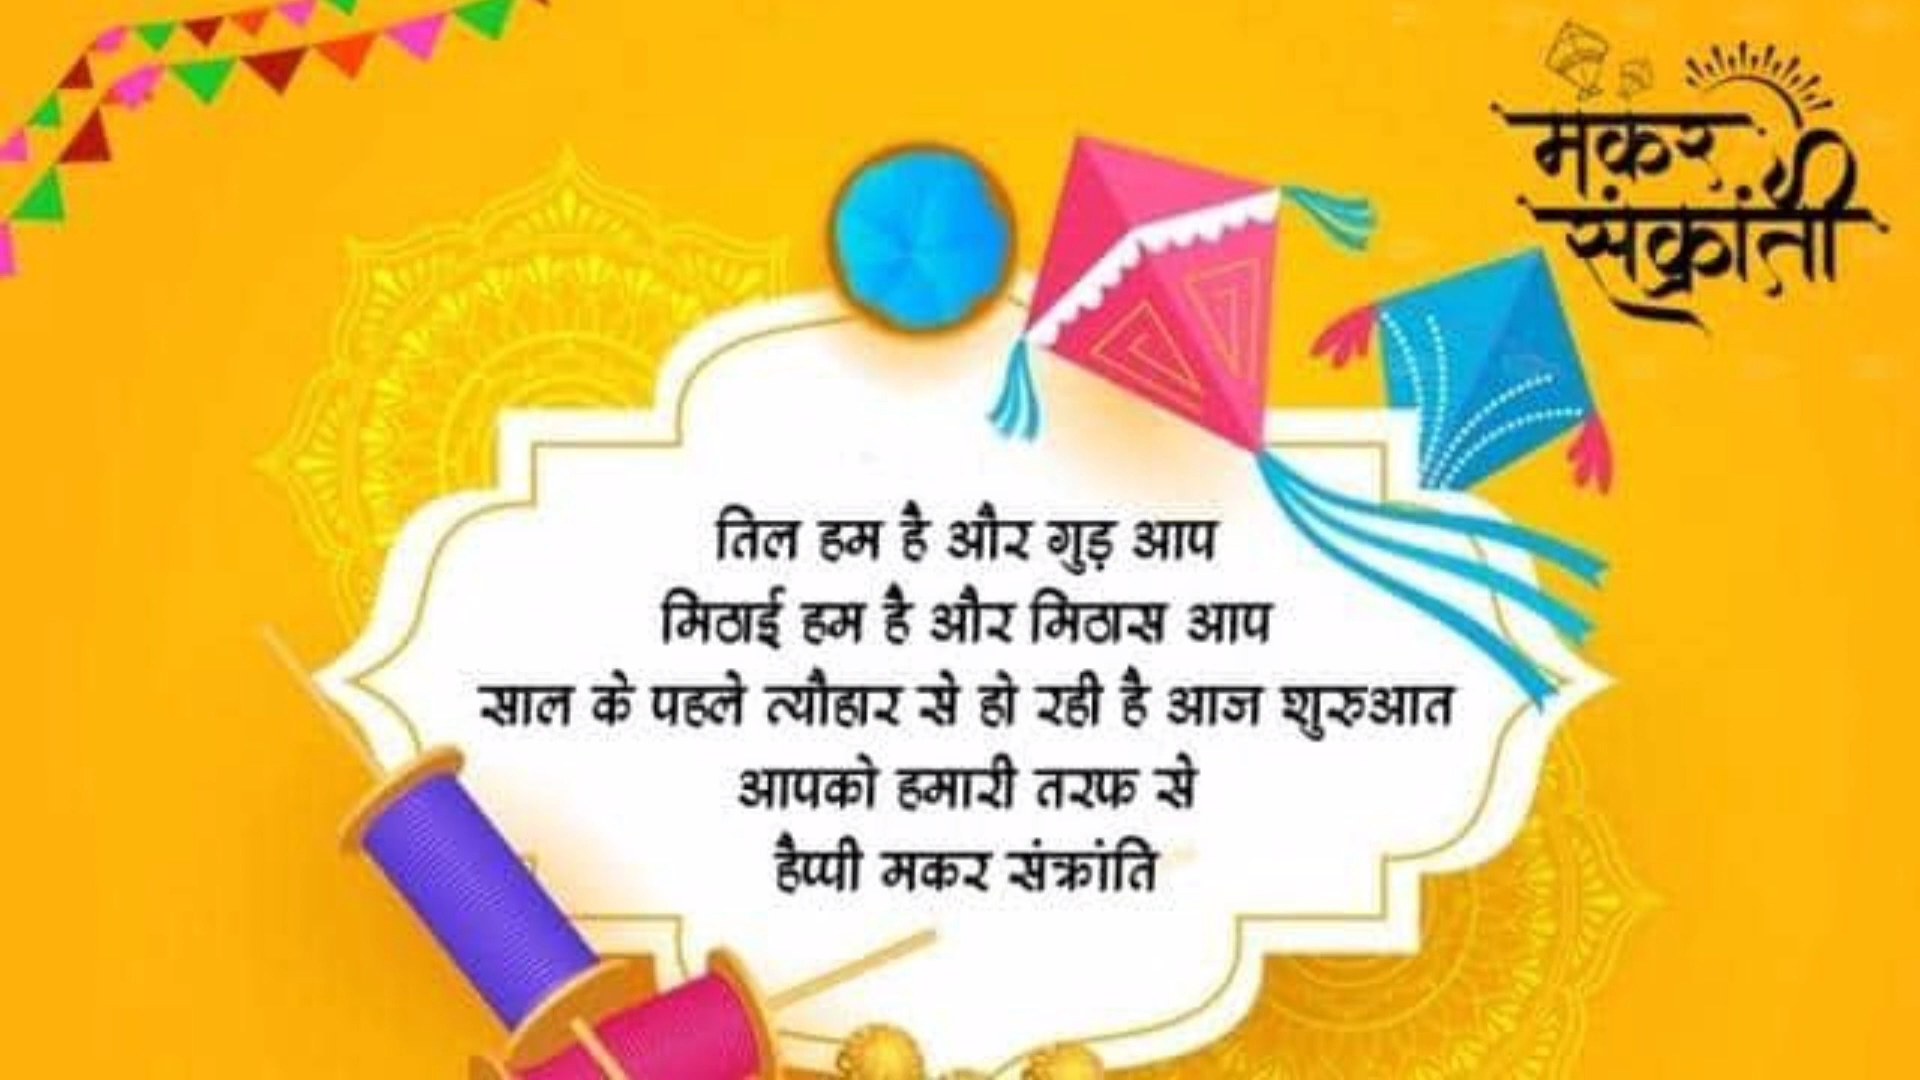 मकर
संक्रांती
तिल हम है और गुड़ आप
मिठाई हम है और मिठास आप
साल के पहले त्यौहार से हो रही है आज शुरुआत
आपको हमारी तरफ से
हैप्पी मकर संक्रांति